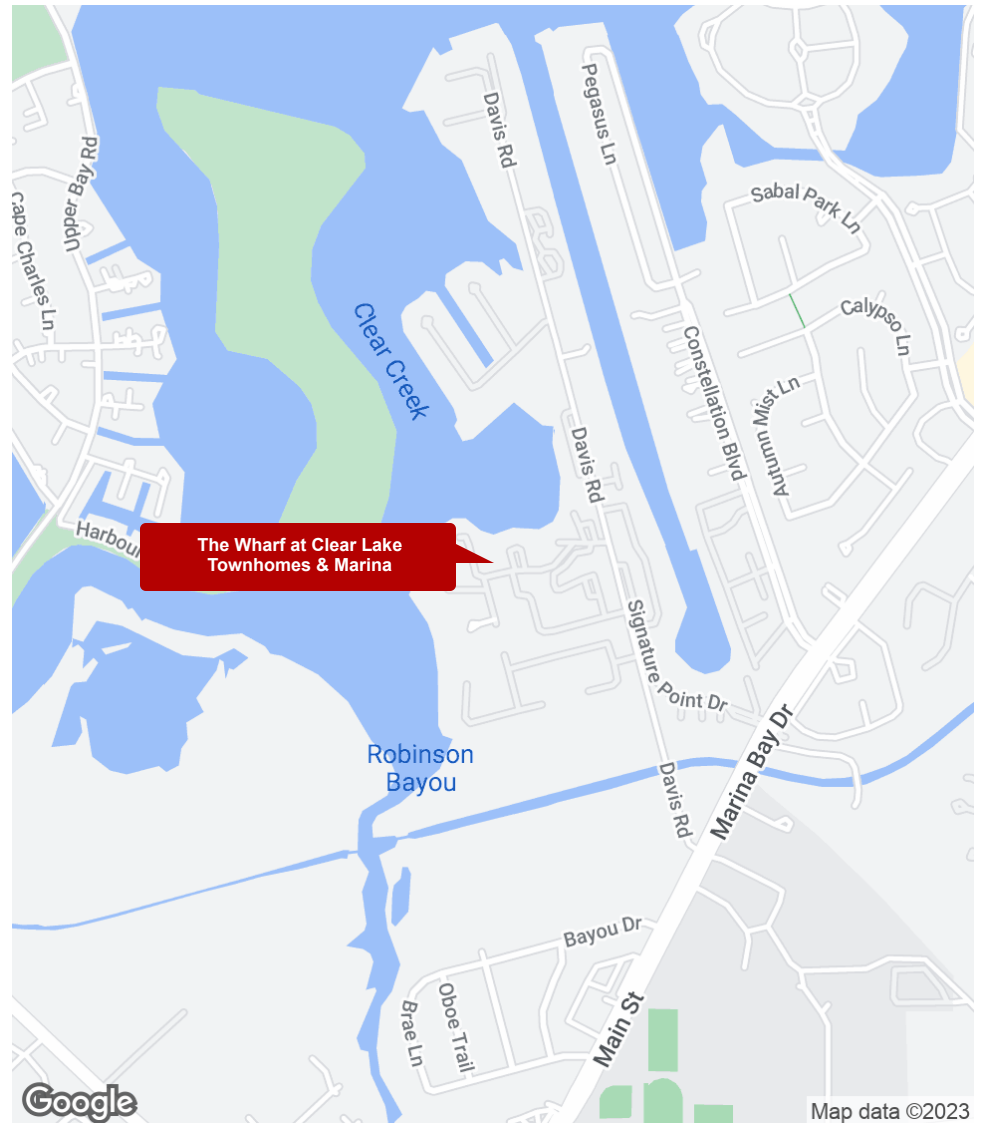 Davis Rd
Pegasus Ln
Upper Bay Rd
Sabal Park Ln
Cape Charles Ln
Calypso Ln
Clear Creek
Constellation Blvd
Autumn Mist Ln
Davis Rd
Harbour
The Wharf at Clear Lake
Townhomes & Marina
Signature Point Dr
Robinson
Bayou
Marina Bay Dr
Davis Rd
Bayou Dr
Oboe Trail
Brae Ln
Main St
Google
Map data ©2023